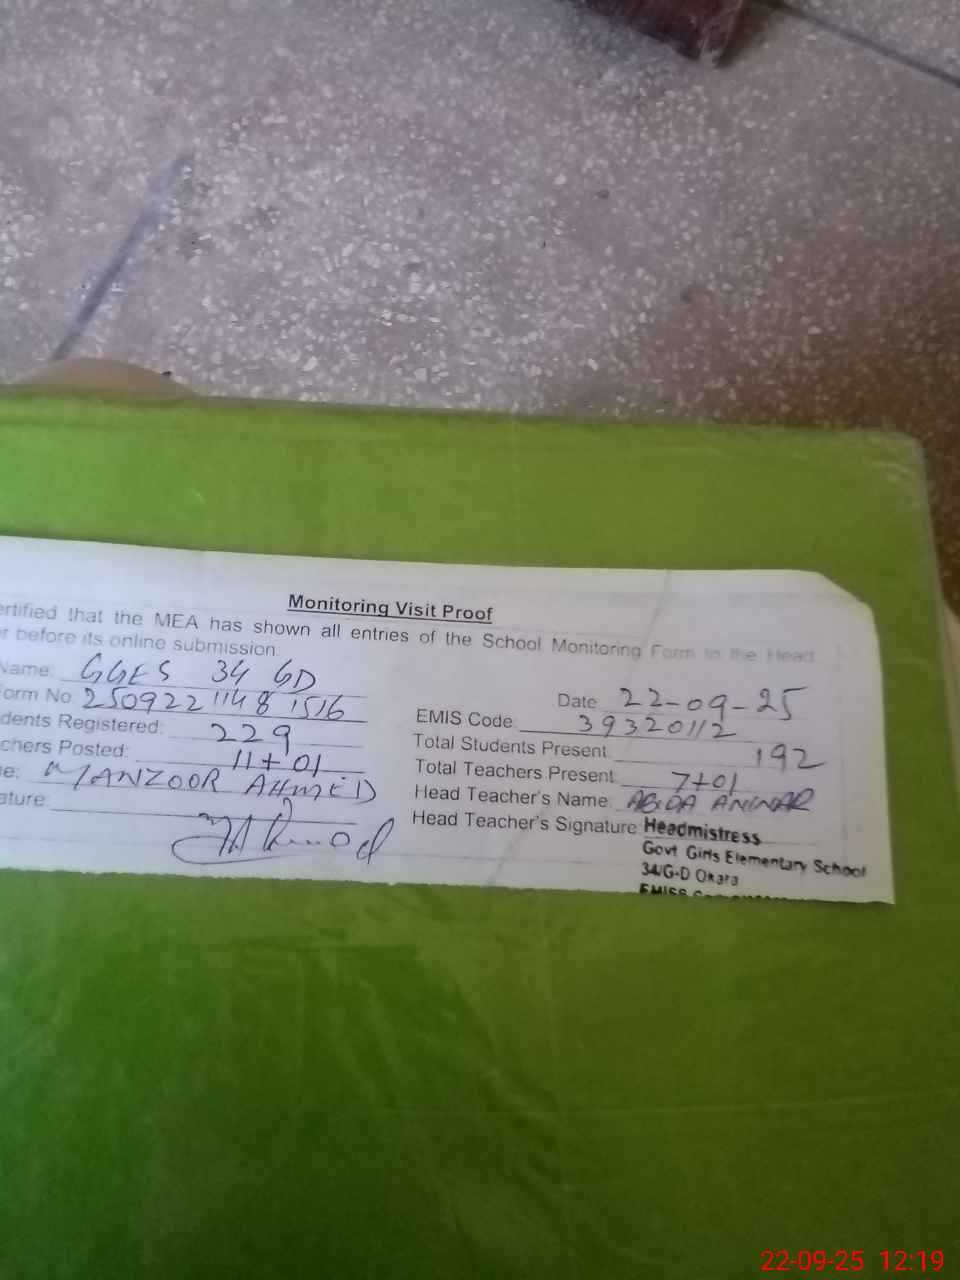 Monitoring Visit Proof
ertified that the MEA has shown all entries of the School Monitoring Form to the Head
r before its online submission.
Name: GGES 34 GD
Date 22-09-25
orm No. 2509221148 1516
EMIS Code: 39320112
dents Registered: 229
Total Students Present 192
chers Posted: 11+01
Total Teachers Present: 7+01
e: MANZOOR AHMED
Head Teacher's Name: ABIDA ANWAR
ature:
Head Teacher's Signature: Headmistress
Govt. Girls Elementary School
34/G-D Okara
EMISS
22-09-25 12:19